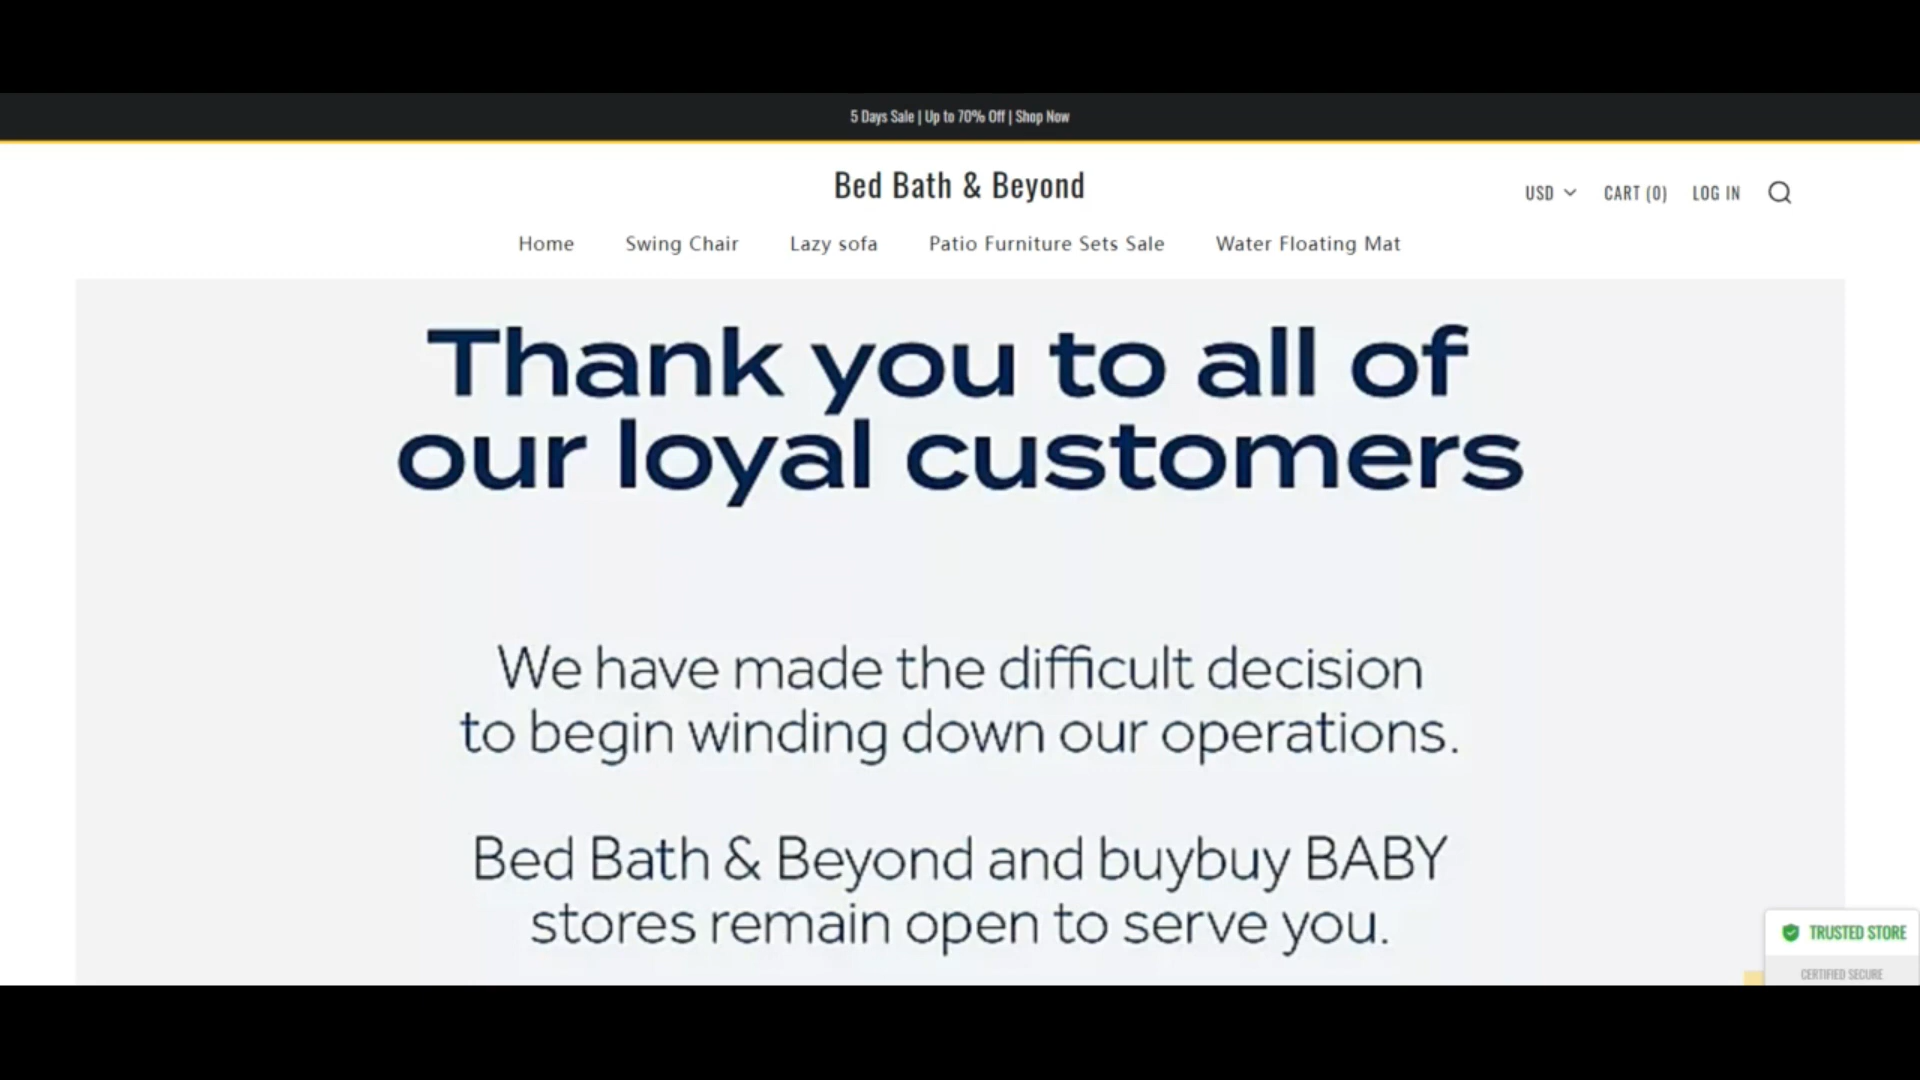 5 Days Sale | Up to 70% Off | Shop Now
Bed Bath & Beyond
USD
CART (0)
LOG IN
Home
Swing Chair
Lazy sofa
Patio Furniture Sets Sale
Water Floating Mat
Thank you to all of
our loyal customers
We have made the difficult decision
to begin winding down our operations.
Bed Bath & Beyond and buybuy BABY
stores remain open to serve you.
TRUSTED STORE
CERTIFIED SECURE